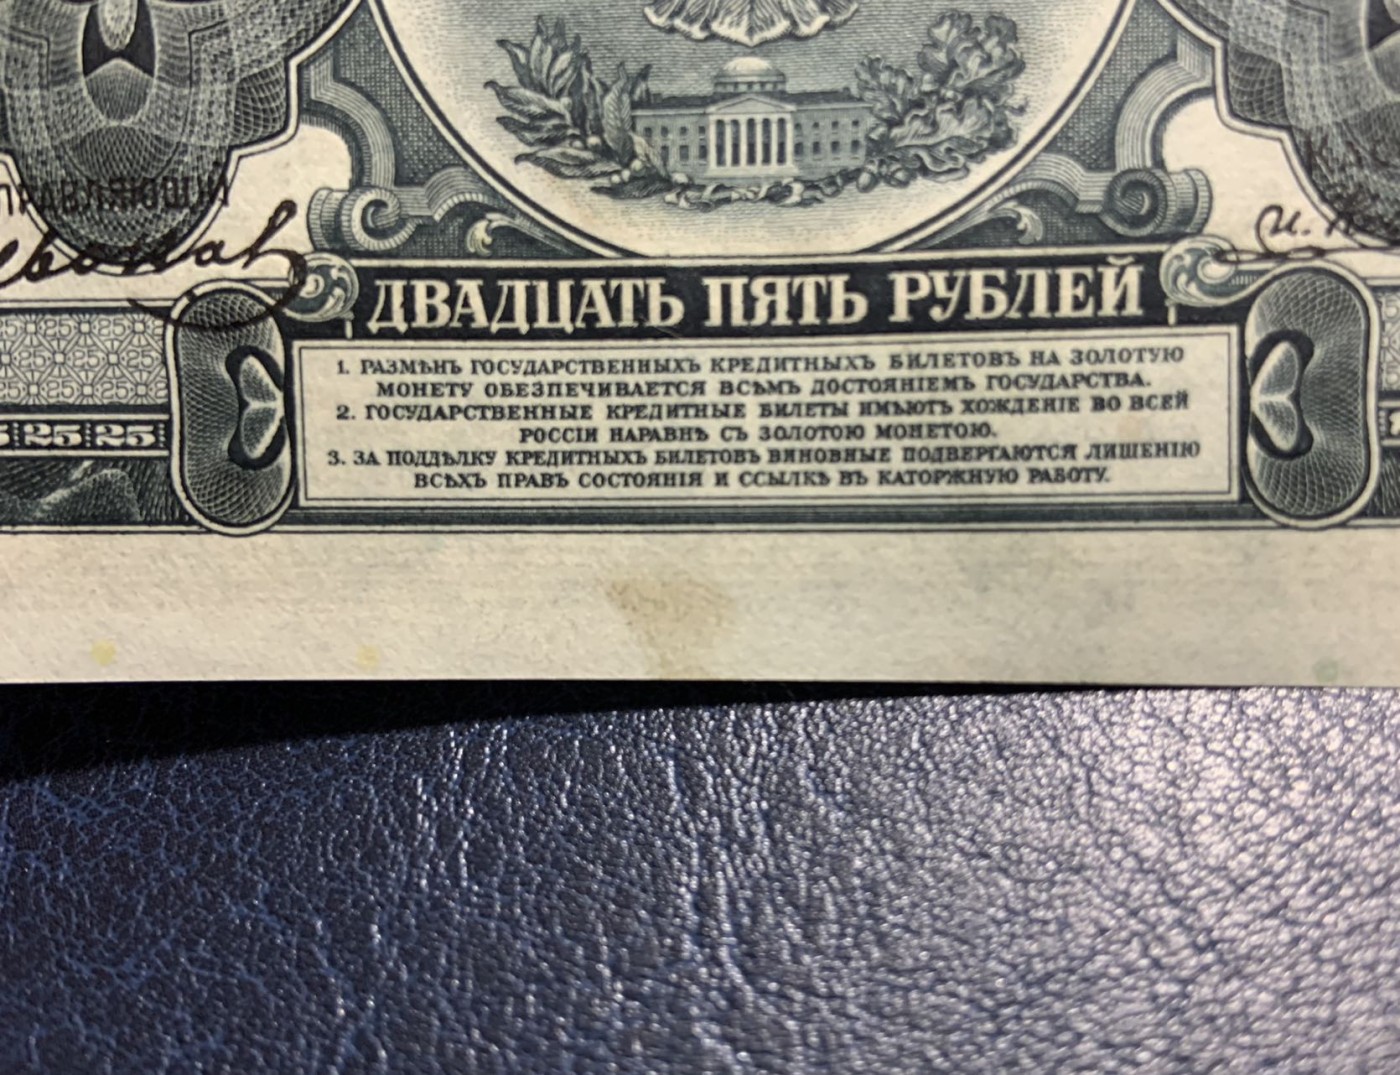 ДВАДЦАТЬ ПЯТЬ РУБЛЕЙ
1. РАЗМѢНЪ ГОСУДАРСТВЕННЫХЪ КРЕДИТНЫХЪ БИЛЕТОВЪ НА ЗОЛОТУЮ
МОНЕТУ ОБЕЗПЕЧИВАЕТСЯ ВСѢМЪ ДОСТОЯНІЕМЪ ГОСУДАРСТВА.
2. ГОСУДАРСТВЕННЫЕ КРЕДИТНЫЕ БИЛЕТЫ ИМѢЮТЪ ХОЖДЕНІЕ ВО ВСЕЙ
РОССІИ НАРАВНѢ СЪ ЗОЛОТОЮ МОНЕТОЮ.
3. ЗА ПОДДѢЛКУ КРЕДИТНЫХЪ БИЛЕТОВЪ ВИНОВНЫЕ ПОДВЕРГАЮТСЯ ЛИШЕНІЮ
ВСѢХЪ ПРАВЪ СОСТОЯНІЯ И ССЫЛКѢ ВЪ КАТОРЖНУЮ РАБОТУ.
25 25